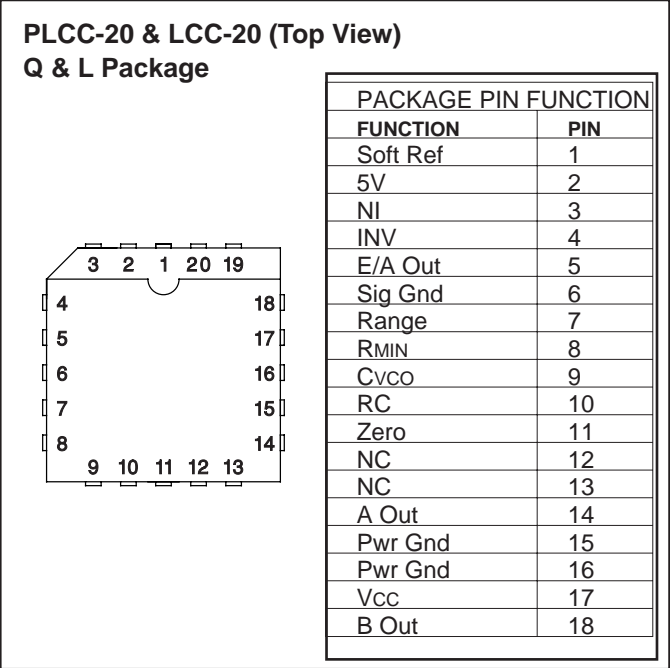 PLCC-20 & LCC-20 (Top View)
Q & L Package
3 2 1 20 19
4 18
5 17
6 16
7 15
8 14
9 10 11 12 13
PACKAGE PIN FUNCTION
FUNCTION PIN
Soft Ref 1
5V 2
NI 3
INV 4
E/A Out 5
Sig Gnd 6
Range 7
RMIN 8
CVCO 9
RC 10
Zero 11
NC 12
NC 13
A Out 14
Pwr Gnd 15
Pwr Gnd 16
VCC 17
B Out 18